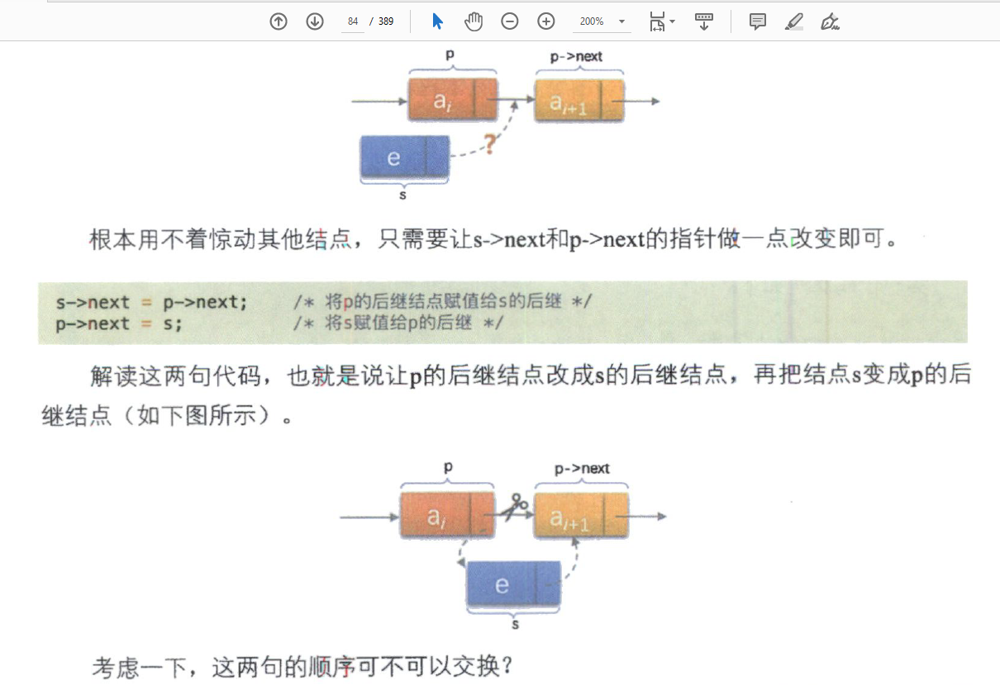 84 / 389 200%
p p->next
aᵢ aᵢ₊₁
?
e
s
根本用不着惊动其他结点，只需要让s->next和p->next的指针做一点改变即可。
s->next = p->next; /* 将p的后继结点赋值给s的后继 */
p->next = s; /* 将s赋值给p的后继 */
解读这两句代码，也就是说让p的后继结点改成s的后继结点，再把结点s变成p的后
继结点（如下图所示）。
p p->next
aᵢ aᵢ₊₁
e
s
考虑一下，这两句的顺序可不可以交换？